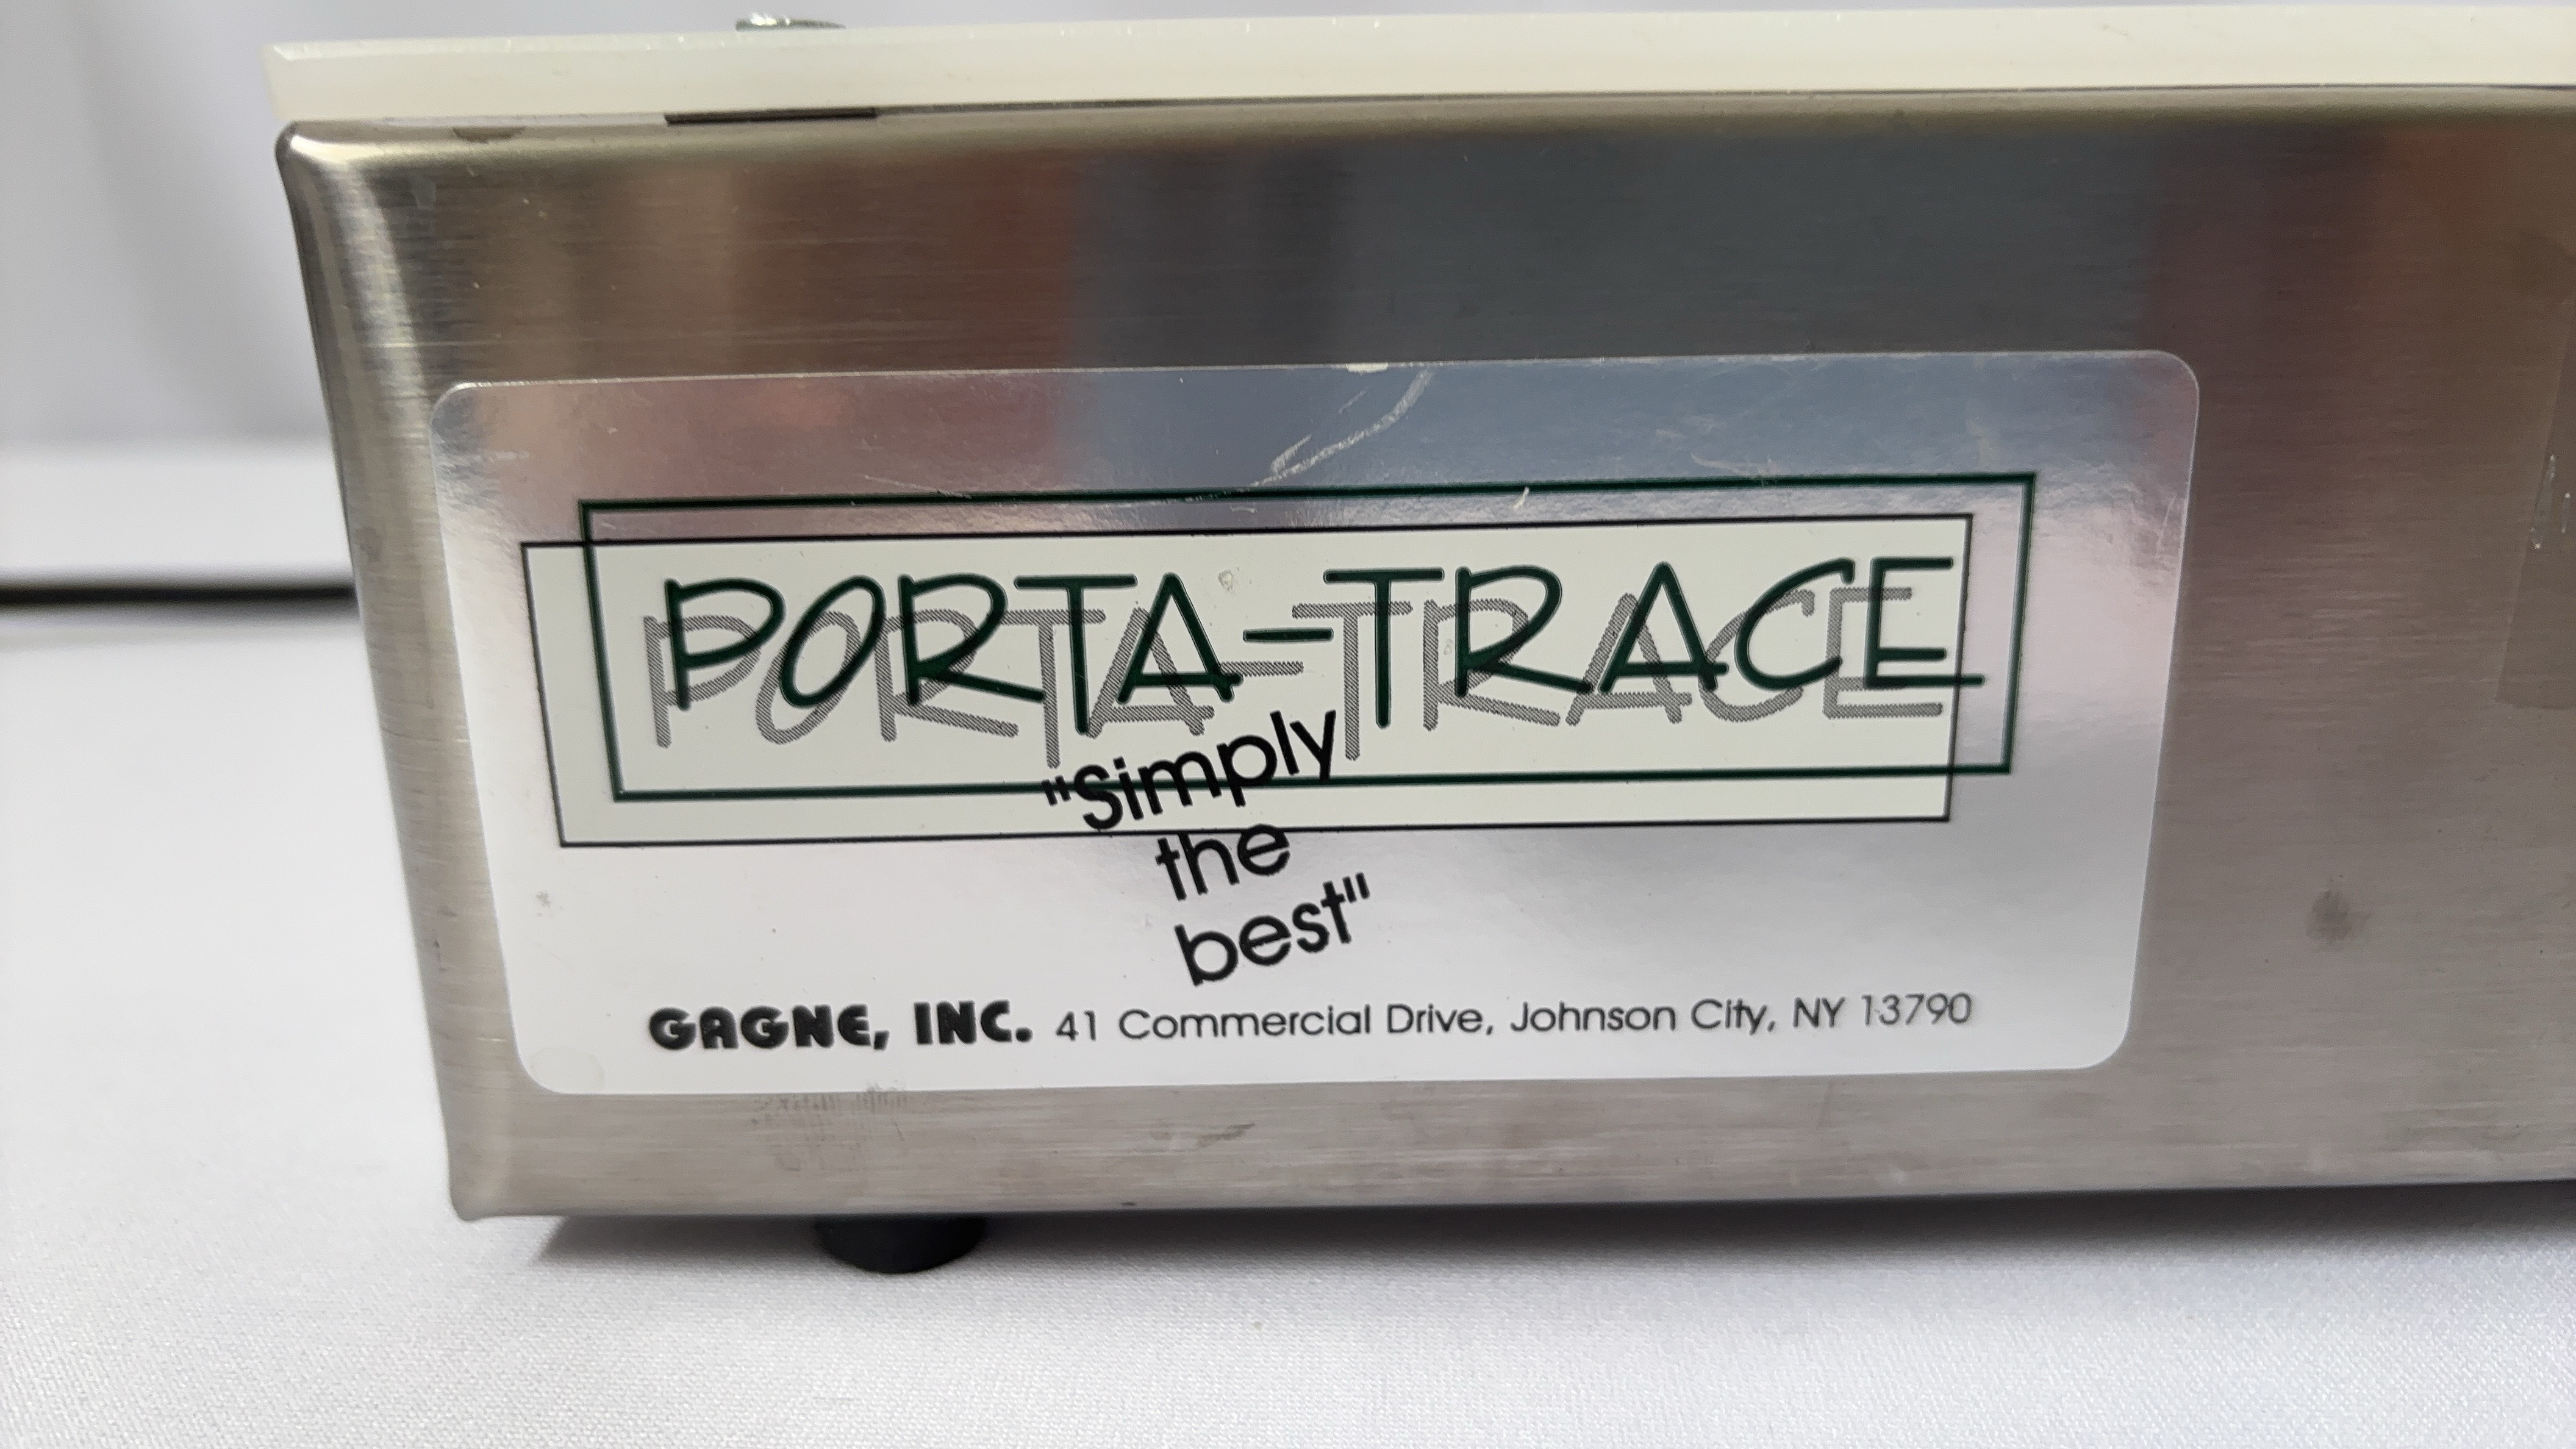 PORTA-TRACE
"Simply
the
best"
GAGNE, INC. 41 Commercial Drive, Johnson City, NY 13790